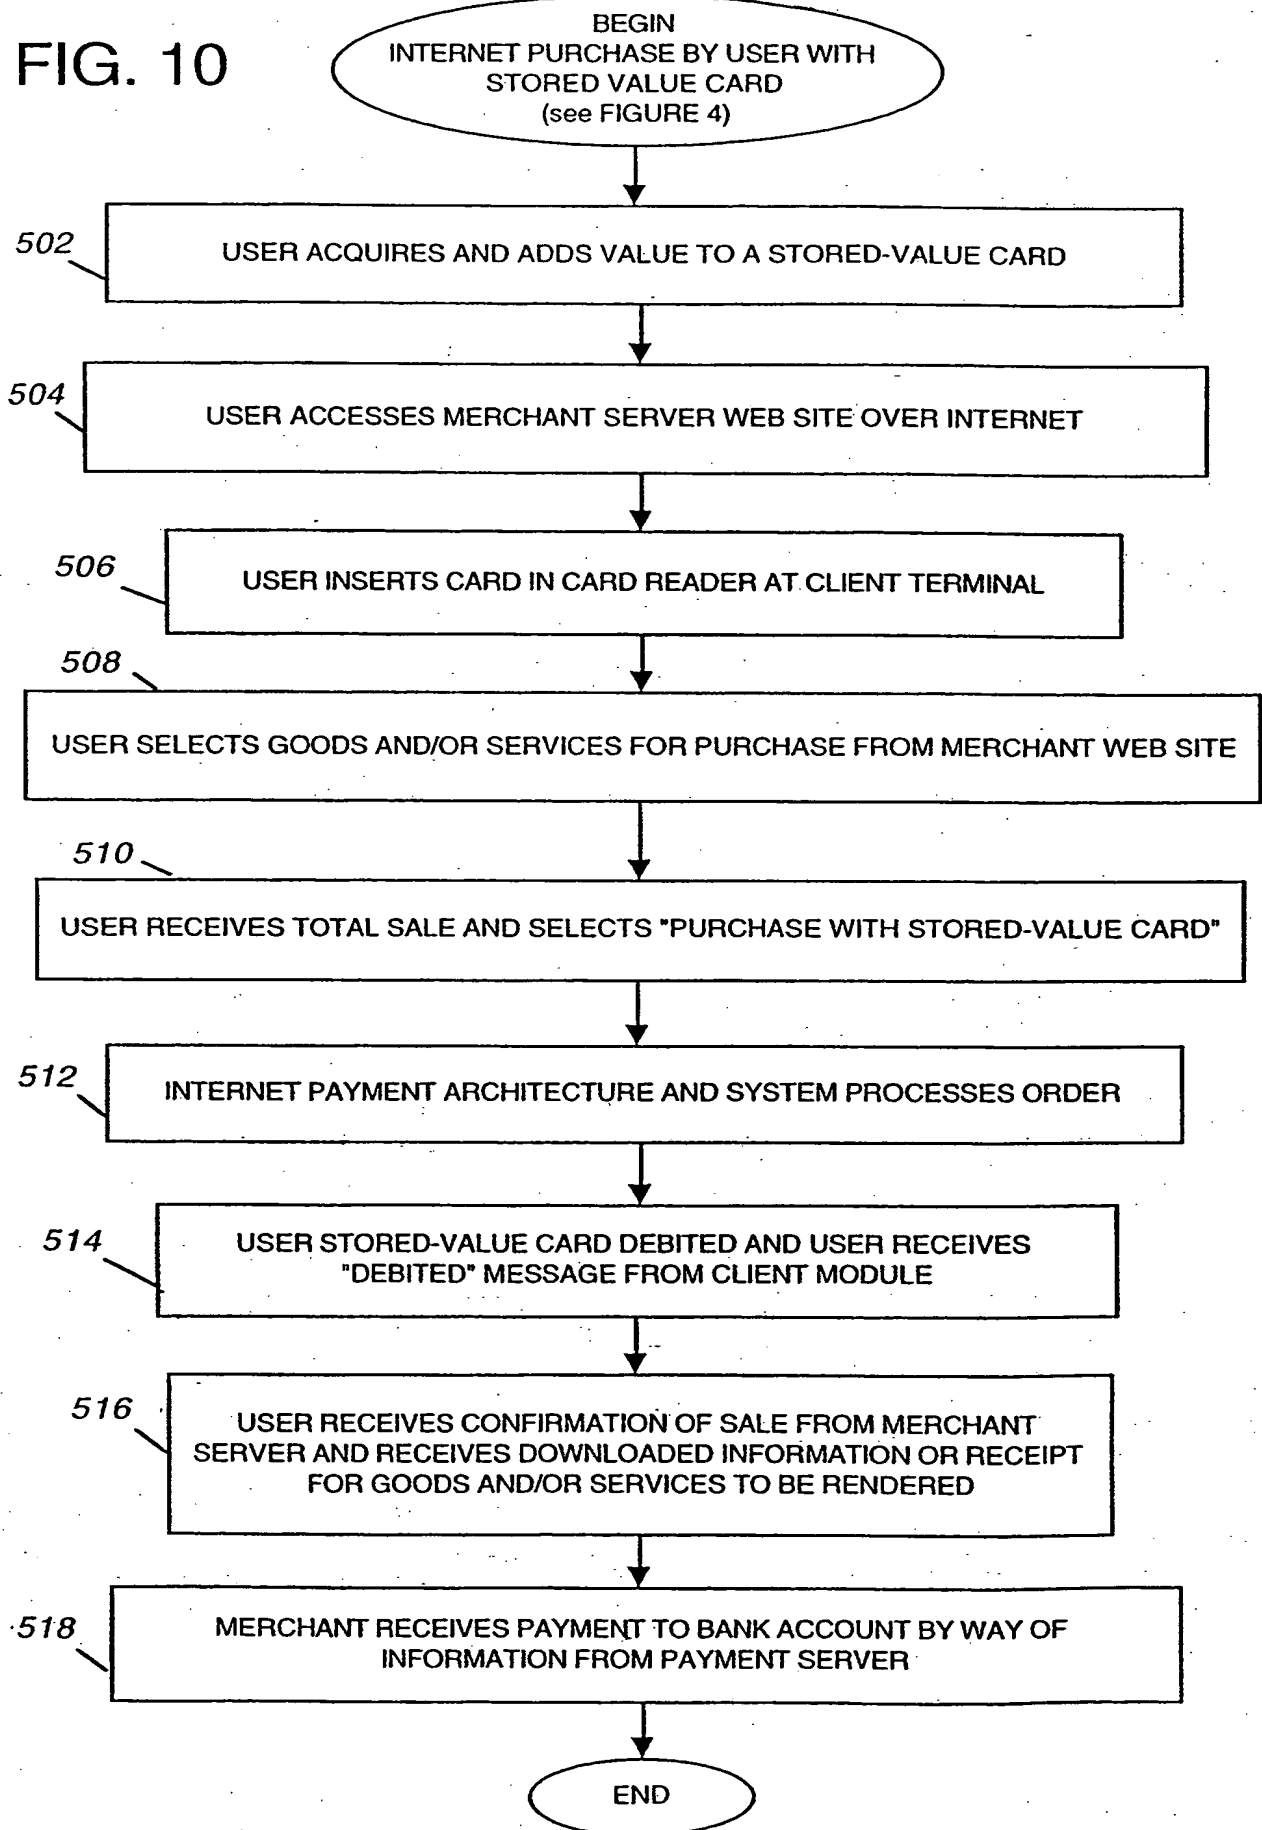 FIG. 10
BEGIN
INTERNET PURCHASE BY USER WITH
STORED VALUE CARD
(see FIGURE 4)
502
USER ACQUIRES AND ADDS VALUE TO A STORED-VALUE CARD
504
USER ACCESSES MERCHANT SERVER WEB SITE OVER INTERNET
506
USER INSERTS CARD IN CARD READER AT CLIENT TERMINAL
508
USER SELECTS GOODS AND/OR SERVICES FOR PURCHASE FROM MERCHANT WEB SITE
510
USER RECEIVES TOTAL SALE AND SELECTS "PURCHASE WITH STORED-VALUE CARD"
512
INTERNET PAYMENT ARCHITECTURE AND SYSTEM PROCESSES ORDER
514
USER STORED-VALUE CARD DEBITED AND USER RECEIVES
"DEBITED" MESSAGE FROM CLIENT MODULE
516
USER RECEIVES CONFIRMATION OF SALE FROM MERCHANT
SERVER AND RECEIVES DOWNLOADED INFORMATION OR RECEIPT
FOR GOODS AND/OR SERVICES TO BE RENDERED
518
MERCHANT RECEIVES PAYMENT TO BANK ACCOUNT BY WAY OF
INFORMATION FROM PAYMENT SERVER
END